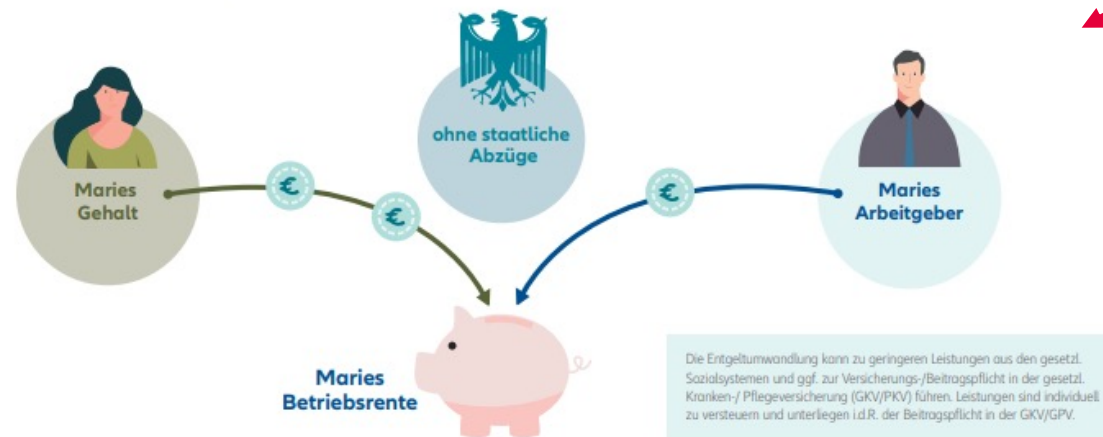 ohne staatliche
Abzüge
Maries
Gehalt
€
€
€
Maries
Arbeitgeber
Maries
Betriebsrente
Die Entgeltumwandlung kann zu geringeren Leistungen aus den gesetzl.
Sozialsystemen und ggf. zur Versicherungs-/Beitragspflicht in der gesetzl.
Kranken-/ Pflegeversicherung (GKV/PKV) führen. Leistungen sind individuell
zu versteuern und unterliegen i.d.R. der Beitragspflicht in der GKV/GPV.